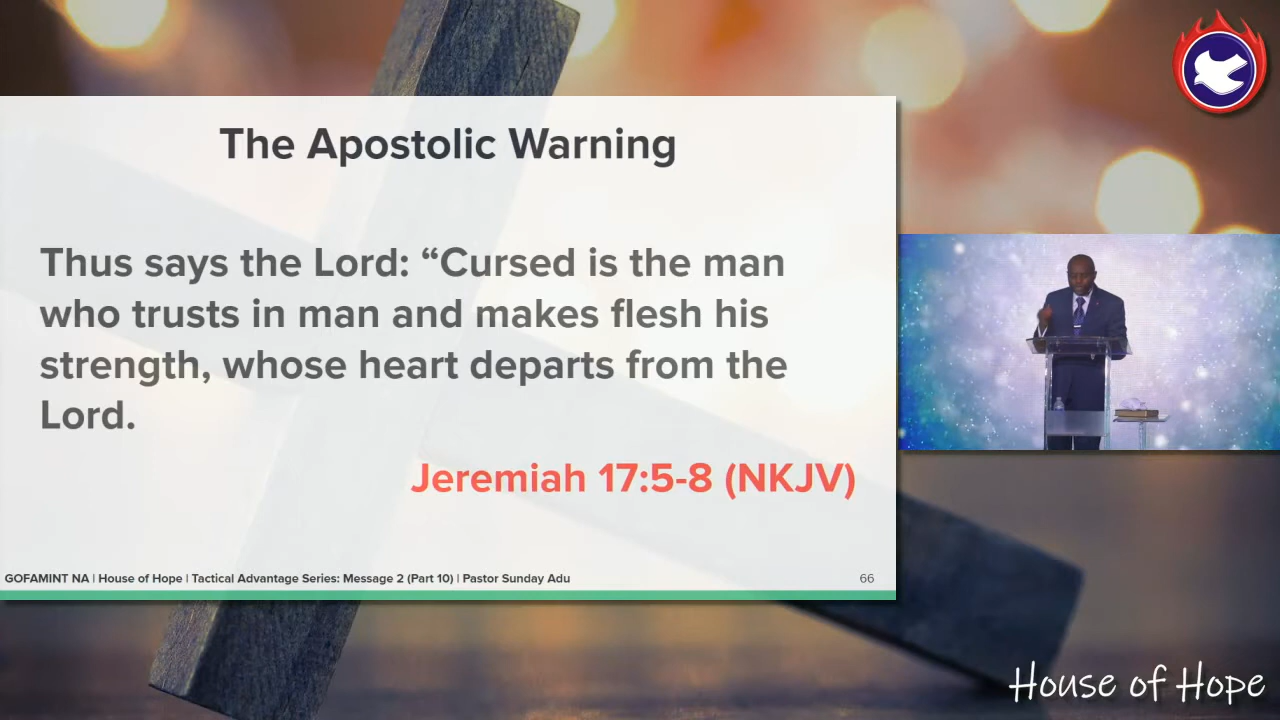 The Apostolic Warning
Thus says the Lord: “Cursed is the man
who trusts in man and makes flesh his
strength, whose heart departs from the
Lord.
Jeremiah 17:5-8 (NKJV)
GOFAMINT NA | House of Hope | Tactical Advantage Series: Message 2 (Part 10) | Pastor Sunday Adu
66
House of Hope